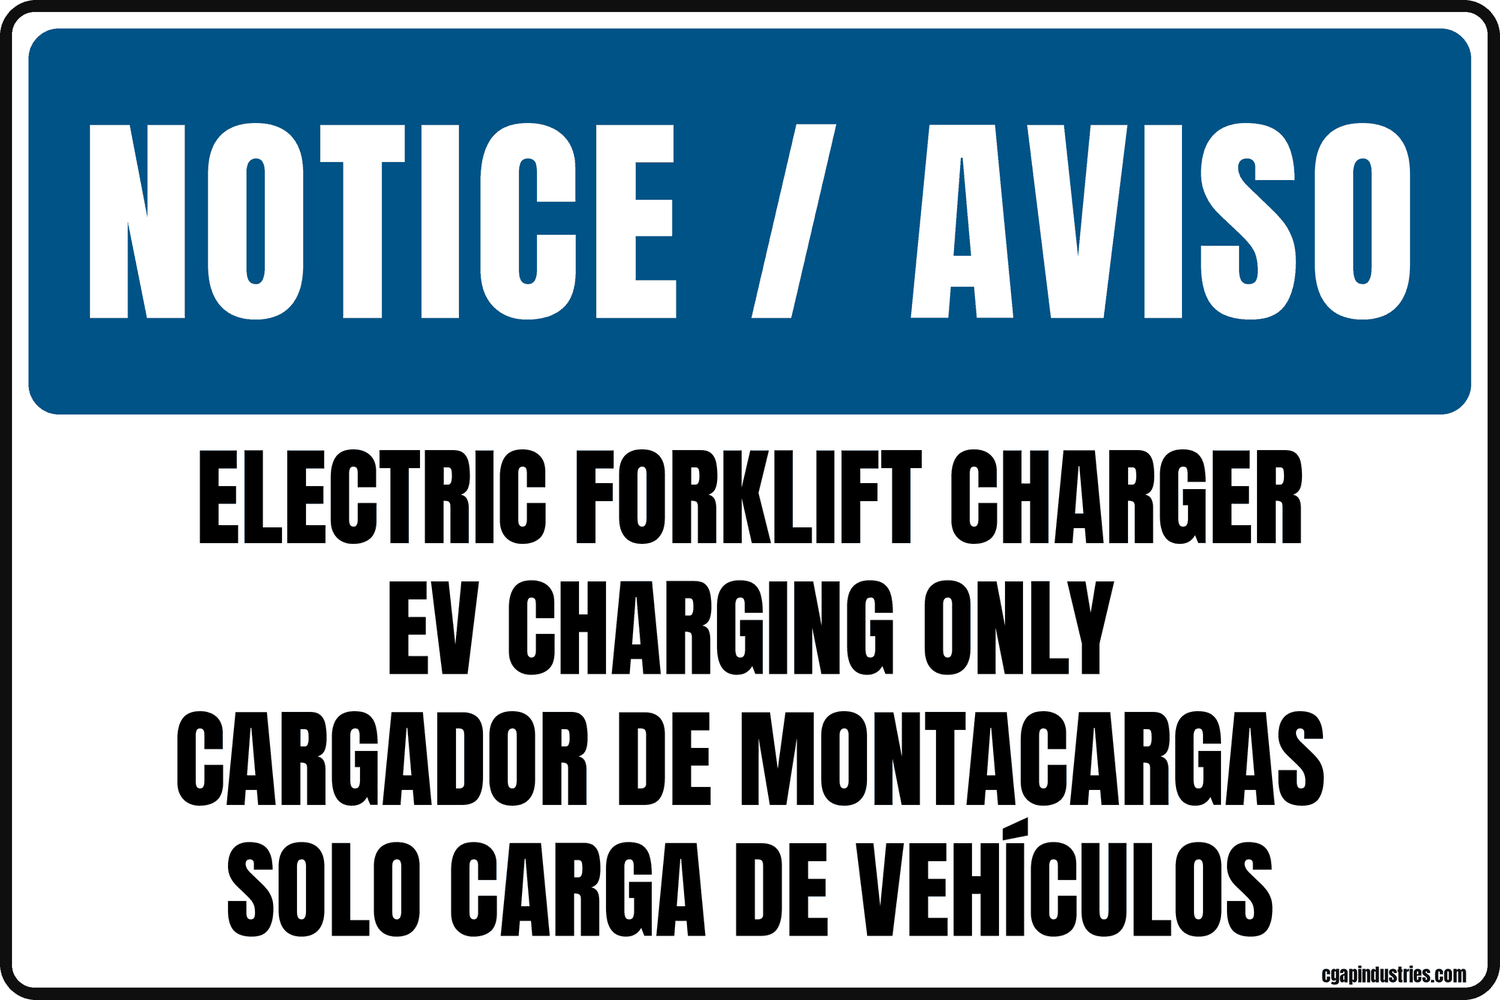 NOTICE / AVISO
ELECTRIC FORKLIFT CHARGER
EV CHARGING ONLY
CARGADOR DE MONTACARGAS
SOLO CARGA DE VEHÍCULOS
cgapindustries.com